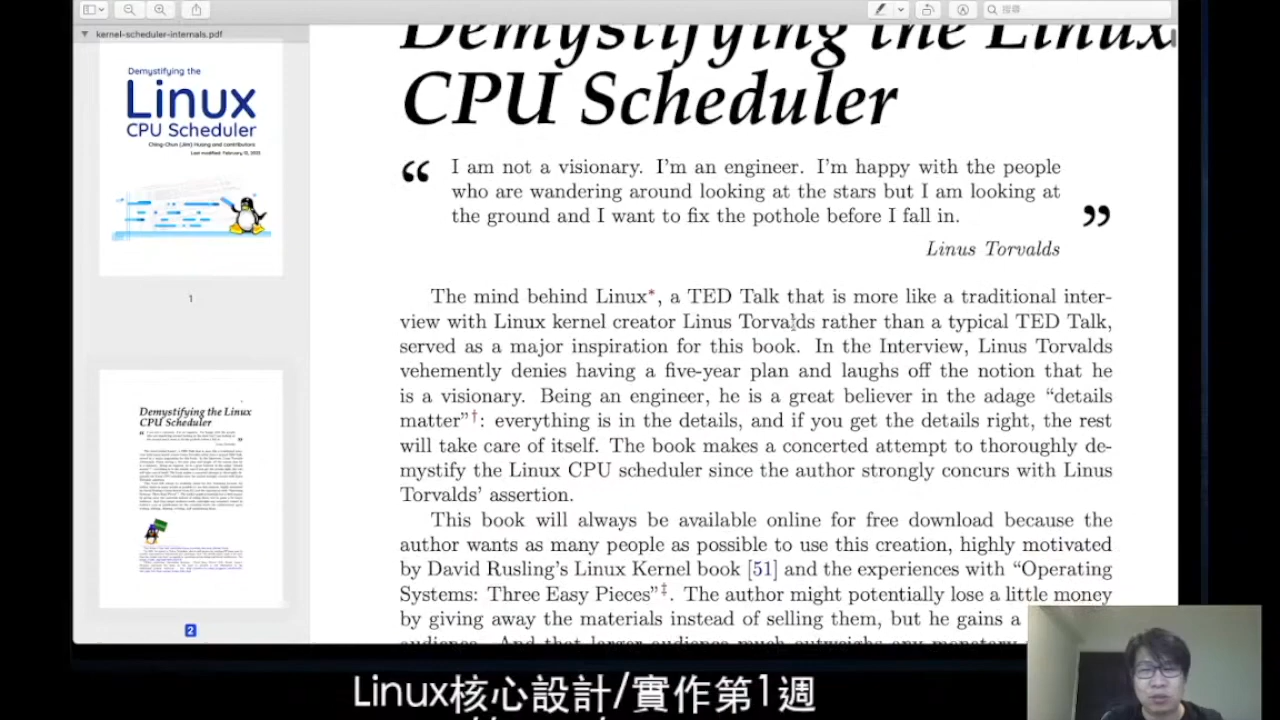 搜尋
kernel-scheduler-internals.pdf
Demystifying the
Linux
CPU Scheduler
Ching-Chun (Jim) Huang and contributors
1
Demystifying the Linux
CPU Scheduler
2
Demystifying the Linux
CPU Scheduler
“ I am not a visionary. I'm an engineer. I'm happy with the people
who are wandering around looking at the stars but I am looking at
the ground and I want to fix the pothole before I fall in. ”
Linus Torvalds
The mind behind Linux*, a TED Talk that is more like a traditional inter-
view with Linux kernel creator Linus Torvalds rather than a typical TED Talk,
served as a major inspiration for this book. In the Interview, Linus Torvalds
vehemently denies having a five-year plan and laughs off the notion that he
is a visionary. Being an engineer, he is a great believer in the adage “details
matter”†: everything is in the details, and if you get the details right, the rest
will take care of itself. The book makes a concerted effort to thoroughly de-
mystify the Linux CPU scheduler since the author strongly concurs with Linus
Torvalds’ assertion.
This book will always be available online for free download because the
author wants as many people as possible to use this creation, highly motivated
by David Rusling's Linux Kernel book [51] and the experiences with “Operating
Systems: Three Easy Pieces”‡. The author might potentially lose a little money
by giving away the materials instead of selling them, but he gains a
Linux核心設計/實作第1週